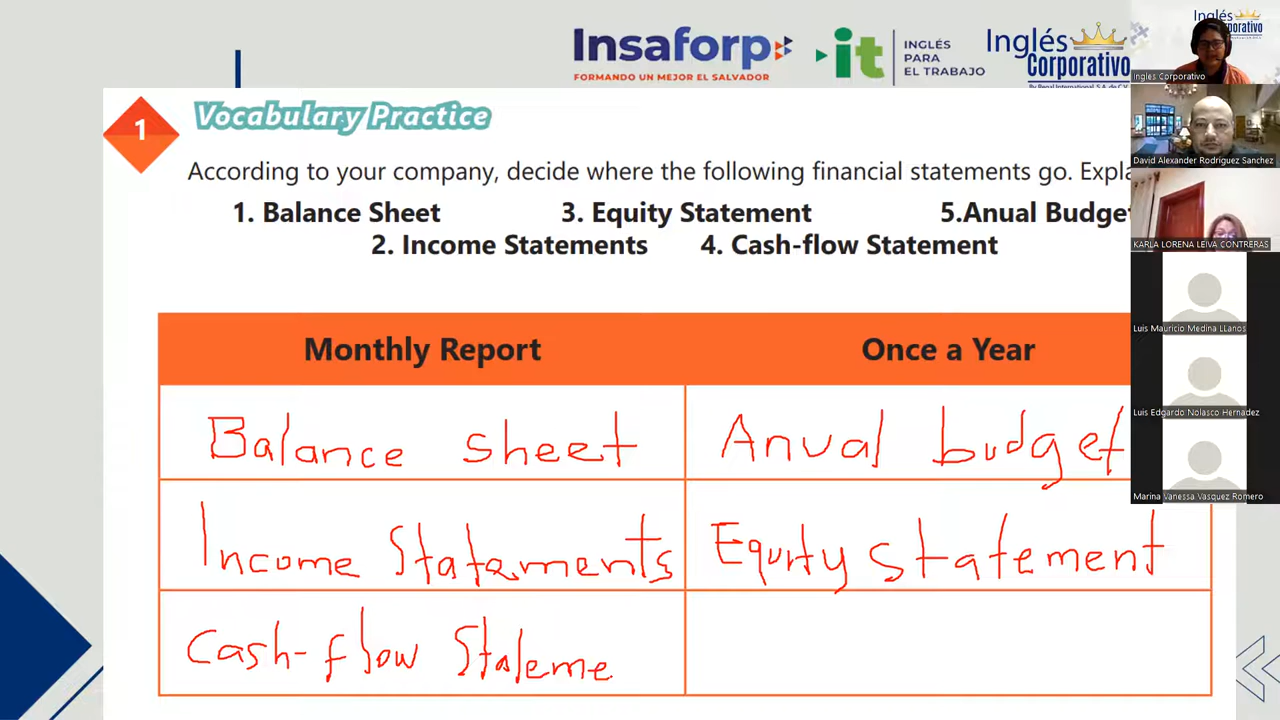 Insaforp
FORMANDO UN MEJOR EL SALVADOR
it
INGLÉS
PARA
EL TRABAJO
Inglés
Corporativo
Inglés
Corporativo
Ingles Corporativo
David Alexander Rodriguez Sanchez
KARLA LORENA LEIVA CONTRERAS
Luis Mauricio Medina LLanos
Luis Edgardo Nolasco Hernadez
Marina Vanessa Vasquez Romero
1
Vocabulary Practice
According to your company, decide where the following financial statements go. Expla
1. Balance Sheet 3. Equity Statement 5.Anual Budget
2. Income Statements 4. Cash-flow Statement
Monthly Report Once a Year
Balance sheet Anual budget
Income Statements Equity statement
Cash-flow Stateme